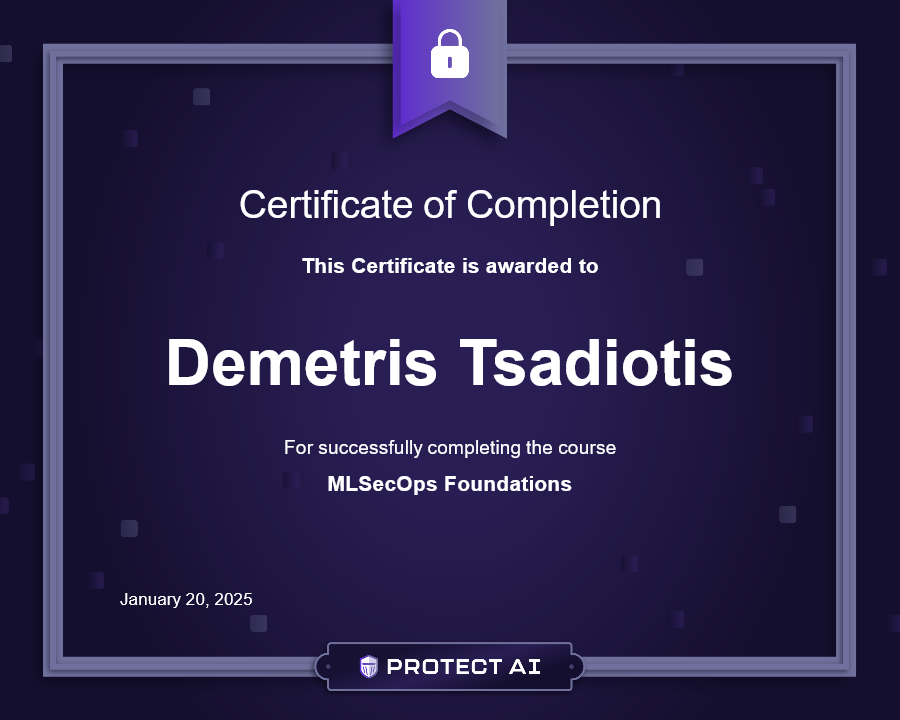 Certificate of Completion
This Certificate is awarded to
Demetris Tsadiotis
For successfully completing the course
MLSecOps Foundations
January 20, 2025
PROTECT AI